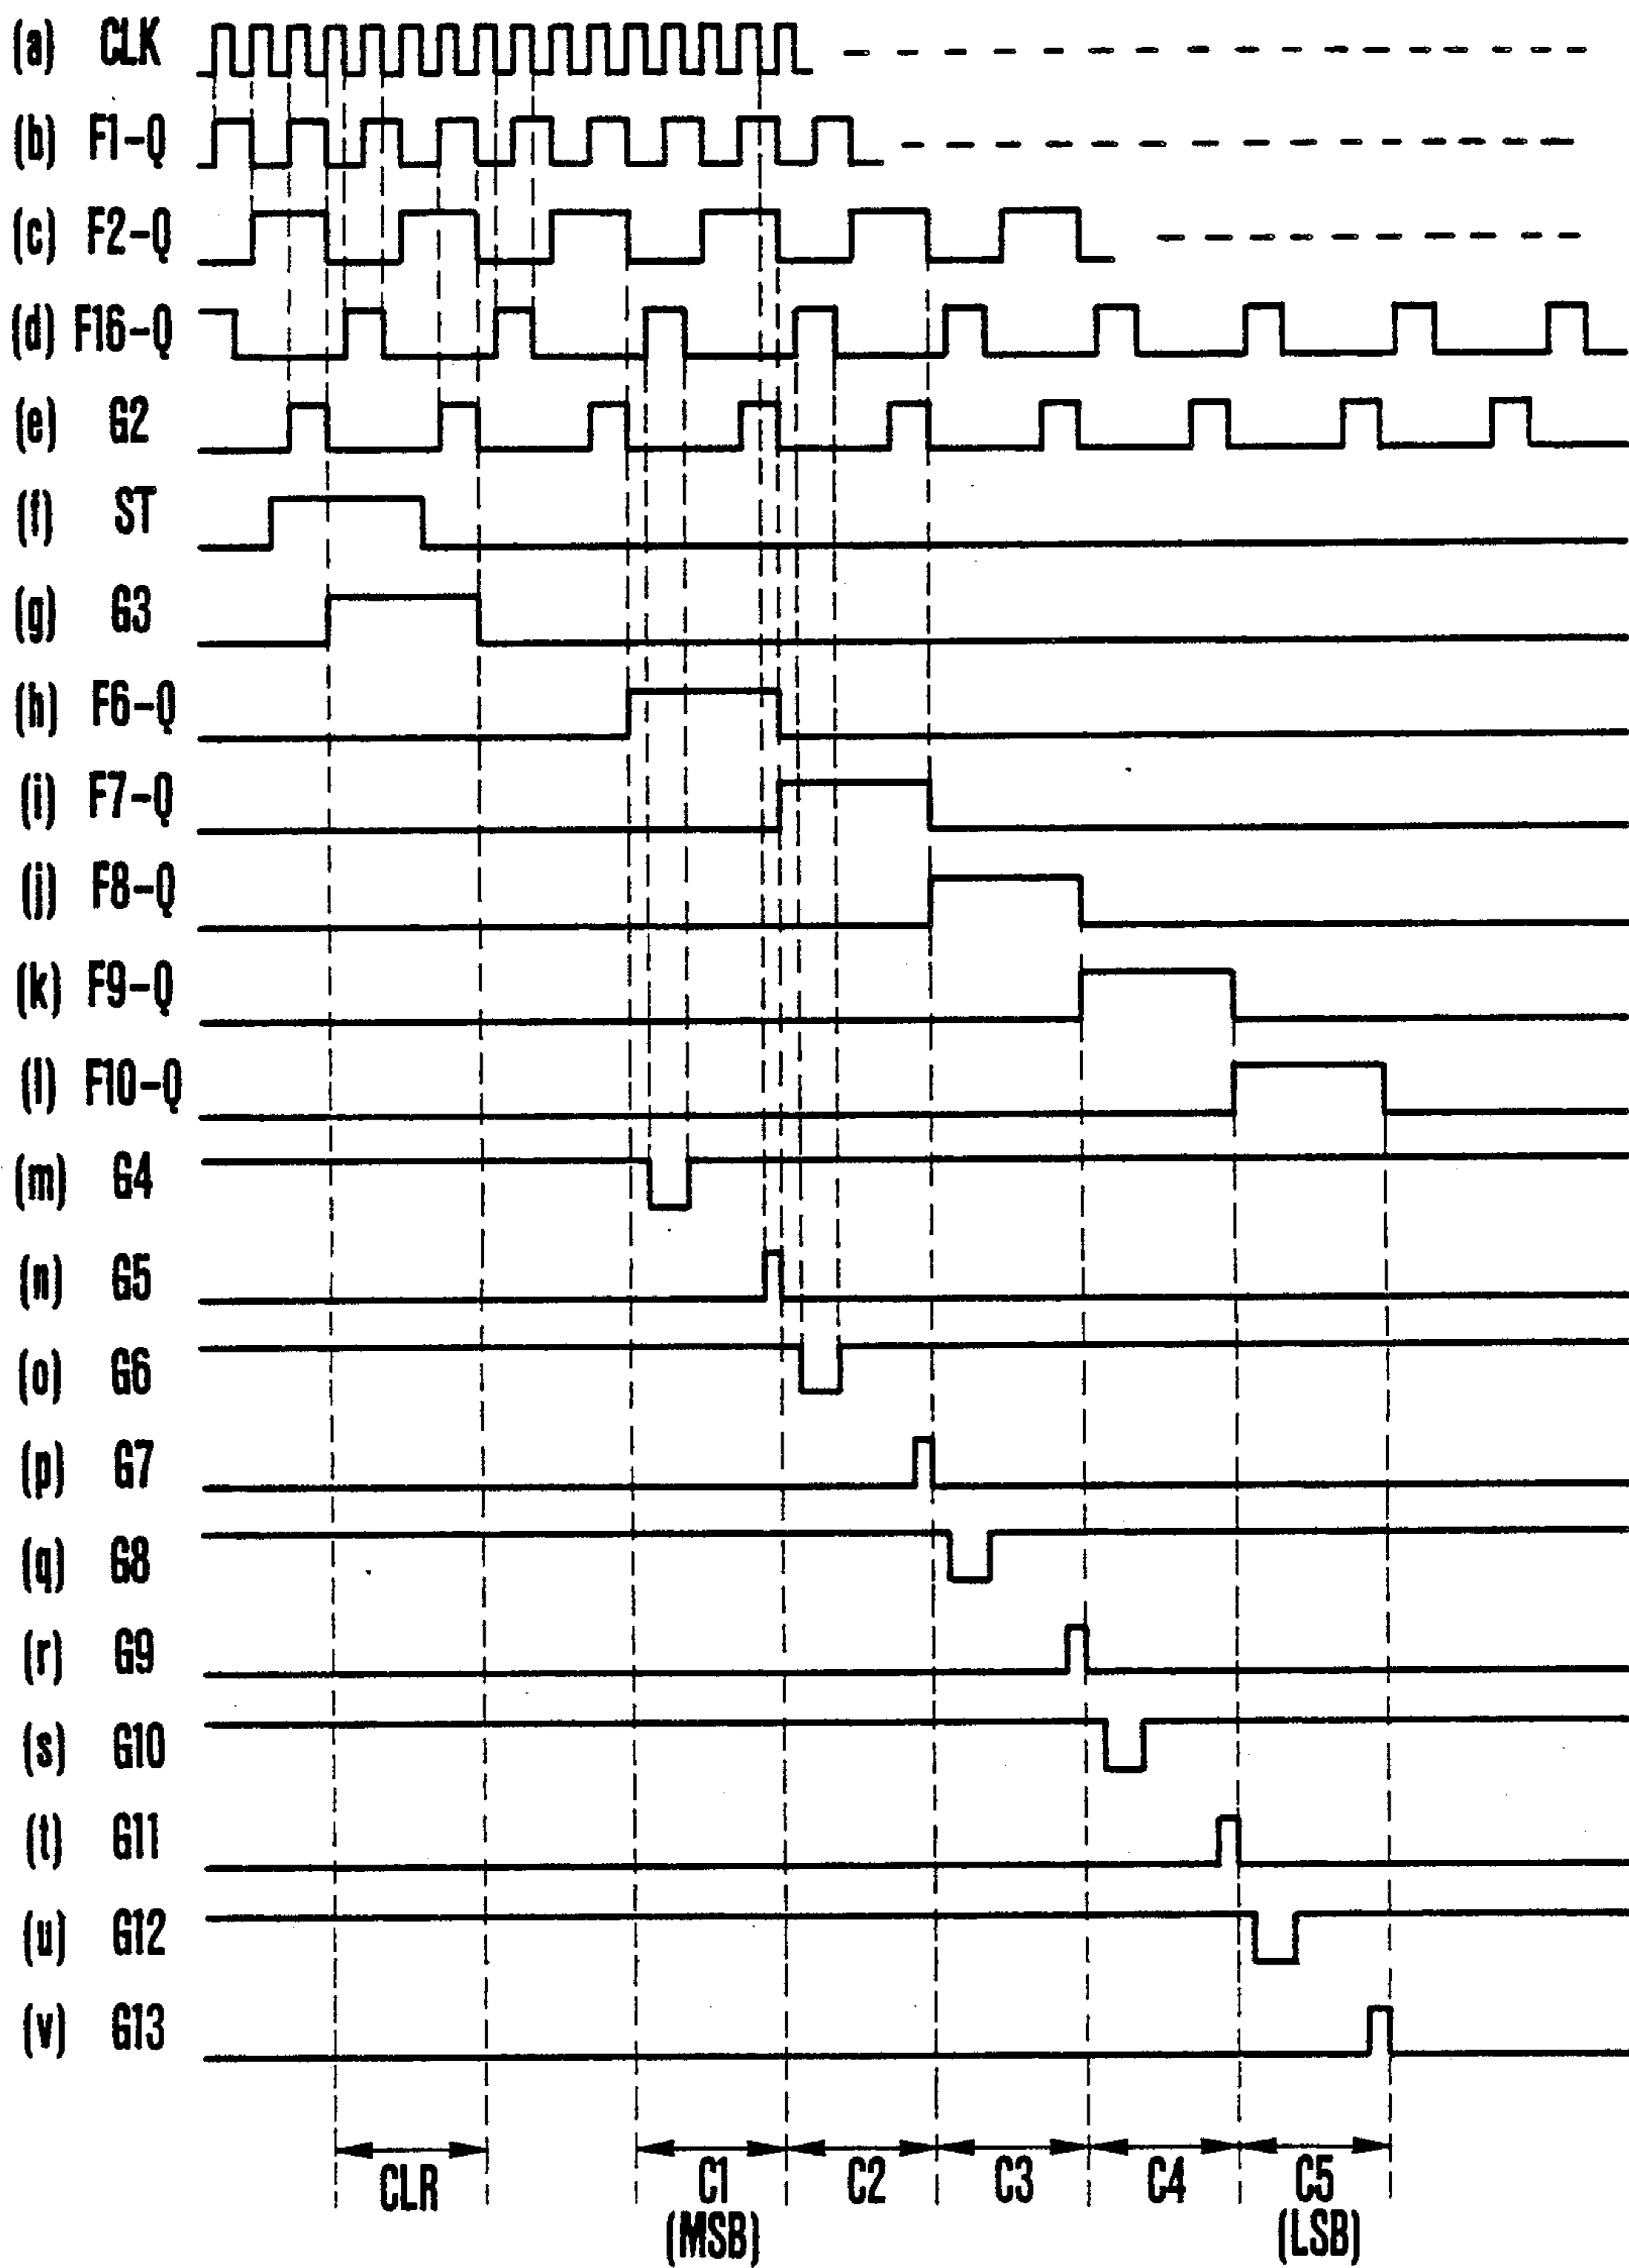 (a) CLK
(b) F1-Q
(c) F2-Q
(d) F16-Q
(e) G2
(f) ST
(g) G3
(h) F6-Q
(i) F7-Q
(j) F8-Q
(k) F9-Q
(l) F10-Q
(m) G4
(n) G5
(o) G6
(p) G7
(q) G8
(r) G9
(s) G10
(t) G11
(u) G12
(v) G13
CLR C1 C2 C3 C4 C5
(MSB) (LSB)